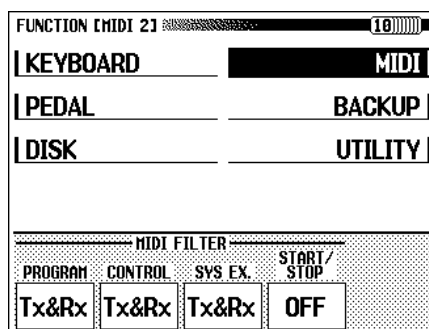 FUNCTION [MIDI 2] 10
KEYBOARD MIDI
PEDAL BACKUP
DISK UTILITY
MIDI FILTER
PROGRAM CONTROL SYS EX. START/
STOP
Tx&Rx Tx&Rx Tx&Rx OFF